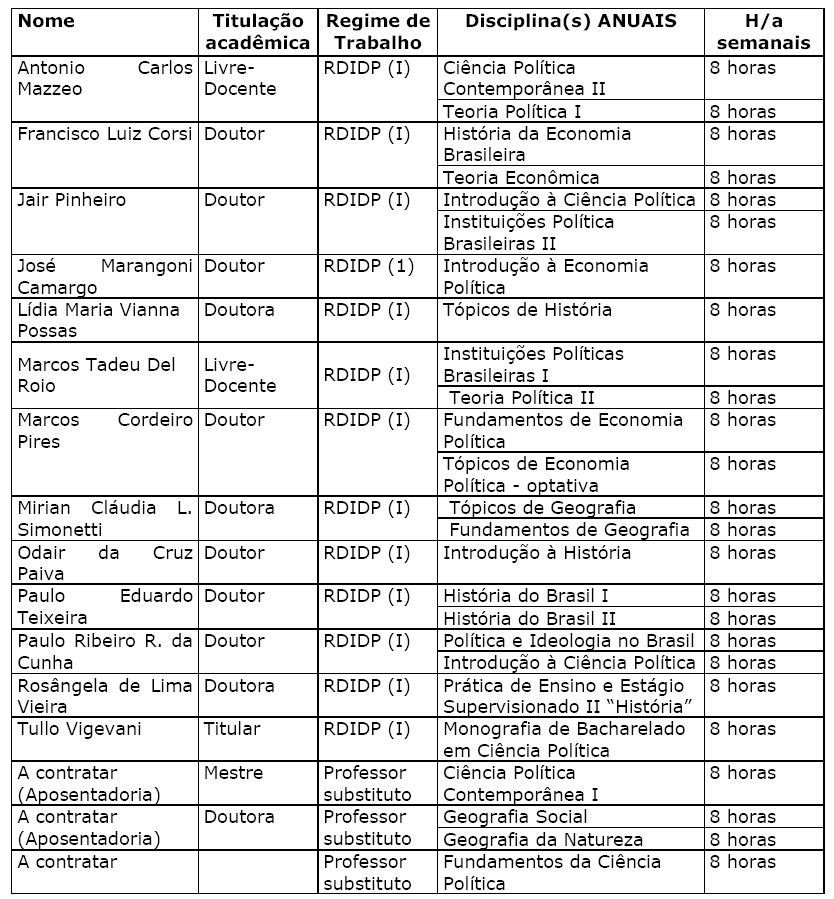 Nome Titulação acadêmica Regime de Trabalho Disciplina(s) ANUAIS H/a semanais
Antonio Carlos Mazzeo Livre-Docente RDIDP (I) Ciência Política Contemporânea II 8 horas
Teoria Política I 8 horas
Francisco Luiz Corsi Doutor RDIDP (I) História da Economia Brasileira 8 horas
Teoria Econômica 8 horas
Jair Pinheiro Doutor RDIDP (I) Introdução à Ciência Política 8 horas
Instituições Política Brasileiras II 8 horas
José Marangoni Camargo Doutor RDIDP (1) Introdução à Economia Política 8 horas
Lídia Maria Vianna Possas Doutora RDIDP (I) Tópicos de História 8 horas
Marcos Tadeu Del Roio Livre-Docente RDIDP (I) Instituições Políticas Brasileiras I 8 horas
Teoria Política II 8 horas
Marcos Cordeiro Pires Doutor RDIDP (I) Fundamentos de Economia Política 8 horas
Tópicos de Economia Política - optativa 8 horas
Mirian Cláudia L. Simonetti Doutora RDIDP (I) Tópicos de Geografia 8 horas
Fundamentos de Geografia 8 horas
Odair da Cruz Paiva Doutor RDIDP (I) Introdução à História 8 horas
Paulo Eduardo Teixeira Doutor RDIDP (I) História do Brasil I 8 horas
História do Brasil II 8 horas
Paulo Ribeiro R. da Cunha Doutor RDIDP (I) Política e Ideologia no Brasil 8 horas
Introdução à Ciência Política 8 horas
Rosângela de Lima Vieira Doutora RDIDP (I) Prática de Ensino e Estágio Supervisionado II “História” 8 horas
Tullo Vigevani Titular RDIDP (I) Monografia de Bacharelado em Ciência Política 8 horas
A contratar (Aposentadoria) Mestre Professor substituto Ciência Política Contemporânea I 8 horas
A contratar (Aposentadoria) Doutora Professor substituto Geografia Social 8 horas
Geografia da Natureza 8 horas
A contratar Professor substituto Fundamentos da Ciência Política 8 horas